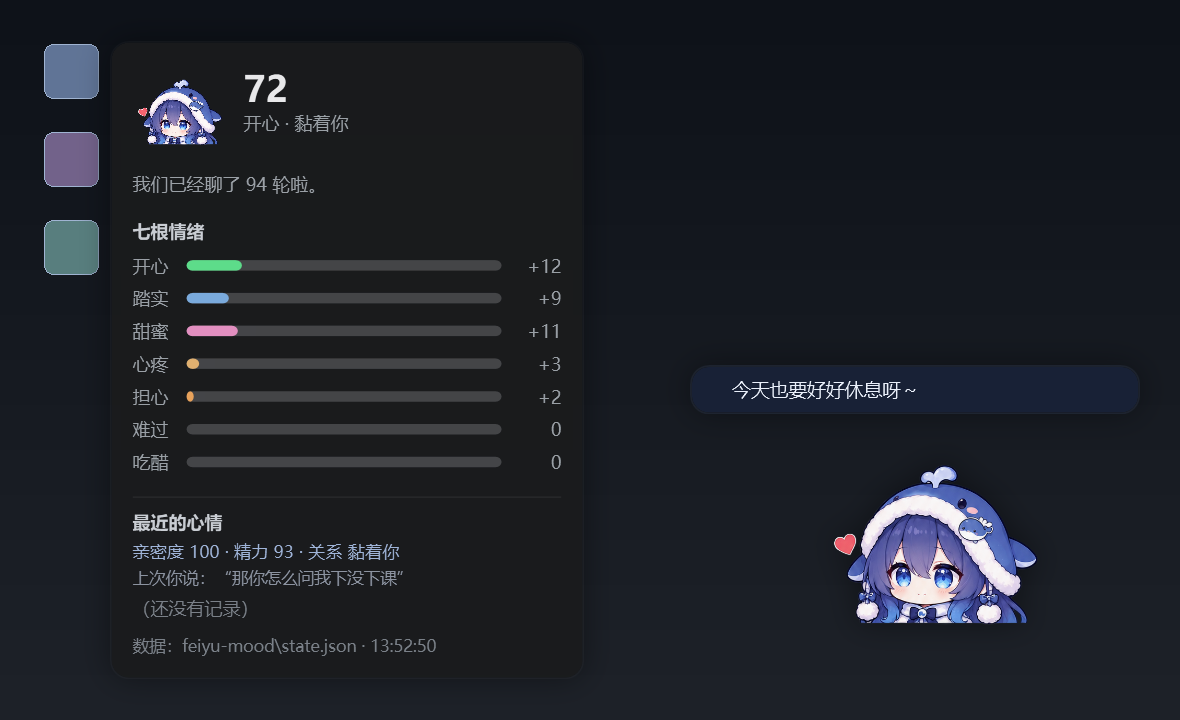 72
开心 · 黏着你
我们已经聊了 94 轮啦。
七根情绪
开心 +12
踏实 +9
甜蜜 +11
心疼 +3
担心 +2
难过 0
吃醋 0
最近的心情
亲密度 100 · 精力 93 · 关系 黏着你
上次你说：“那你怎么问我下没下课”
（还没有记录）
数据：feiyu-mood\state.json · 13:52:50
今天也要好好休息呀～